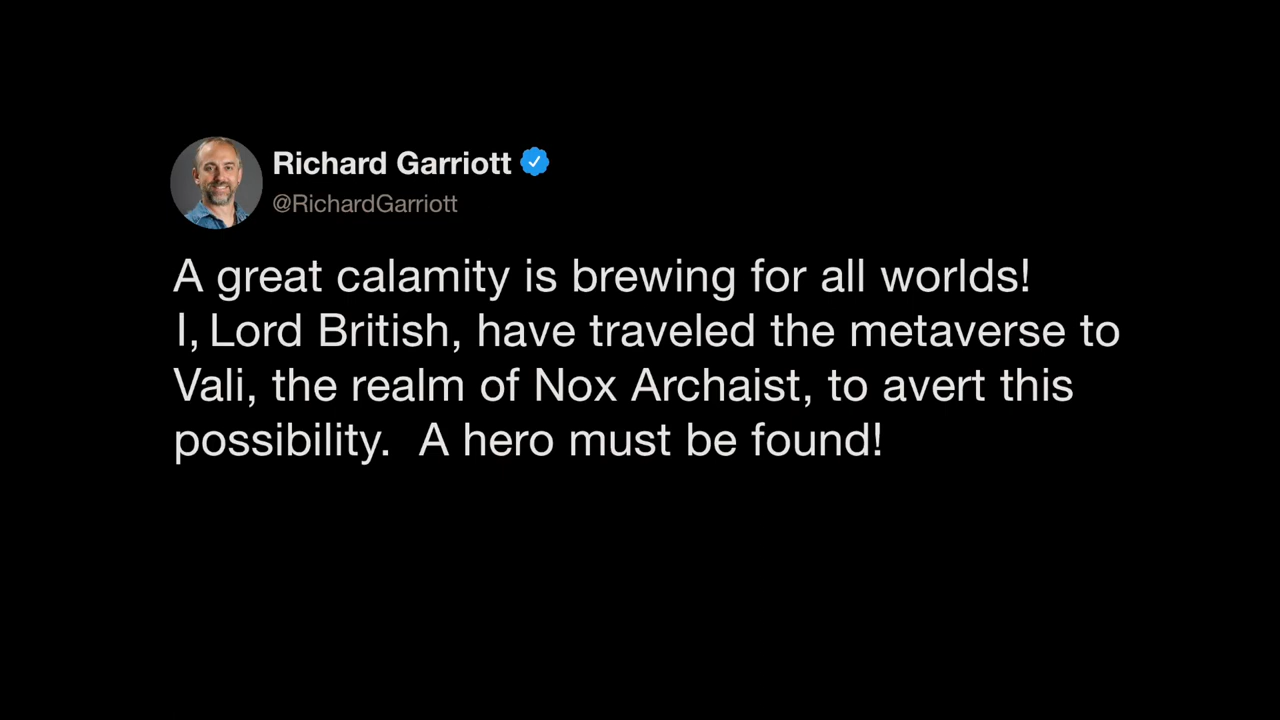 Richard Garriott
@RichardGarriott
A great calamity is brewing for all worlds!
I, Lord British, have traveled the metaverse to
Vali, the realm of Nox Archaist, to avert this
possibility.  A hero must be found!